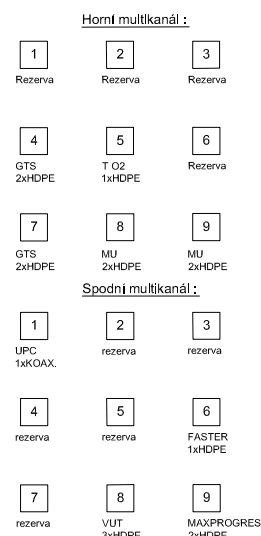 Horní multikanál :
1 2 3
Rezerva Rezerva Rezerva
4 5 6
GTS T O2 Rezerva
2xHDPE 1xHDPE
7 8 9
GTS MU MU
2xHDPE 2xHDPE 2xHDPE
Spodní multikanál :
1 2 3
UPC rezerva rezerva
1xKOAX.
4 5 6
rezerva rezerva FASTER
1xHDPE
7 8 9
rezerva VUT MAXPROGRES
3xHDPE 2xHDPE